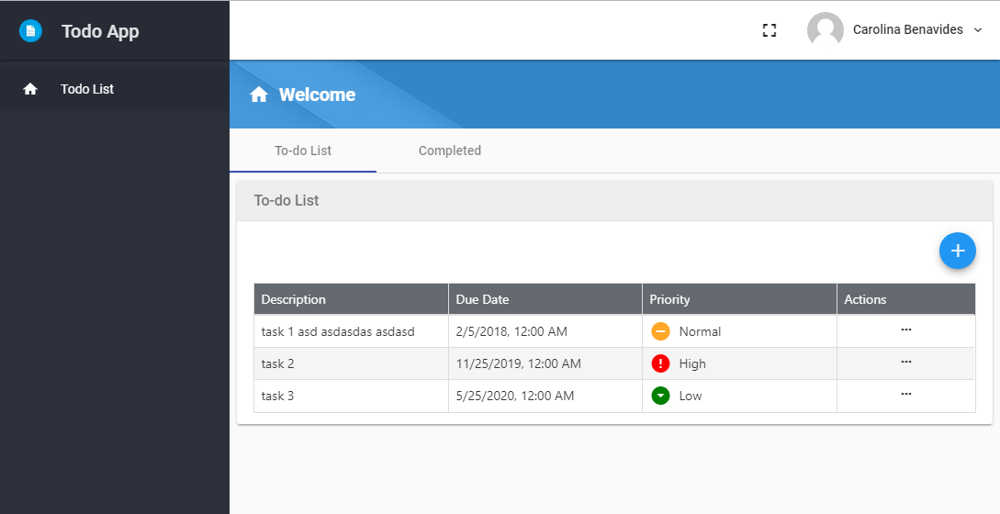 Todo App
Carolina Benavides
Todo List
Welcome
To-do List Completed
To-do List
Description Due Date Priority Actions
task 1 asd asdasdas asdasd 2/5/2018, 12:00 AM Normal ...
task 2 11/25/2019, 12:00 AM High ...
task 3 5/25/2020, 12:00 AM Low ...